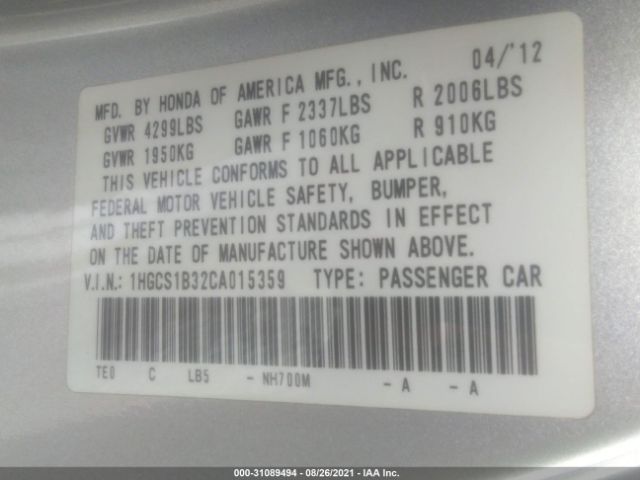 MFD. BY HONDA OF AMERICA MFG., INC. 04/'12
GVWR 4299LBS GAWR F 2337LBS R 2006LBS
GVWR 1950KG GAWR F 1060KG R 910KG
THIS VEHICLE CONFORMS TO ALL APPLICABLE
FEDERAL MOTOR VEHICLE SAFETY, BUMPER,
AND THEFT PREVENTION STANDARDS IN EFFECT
ON THE DATE OF MANUFACTURE SHOWN ABOVE.
V.I.N.: 1HGCS1B32CA015359 TYPE: PASSENGER CAR
TE0 C LB5 - NH700M - A - A
000-31089494 - 08/26/2021 - IAA Inc.